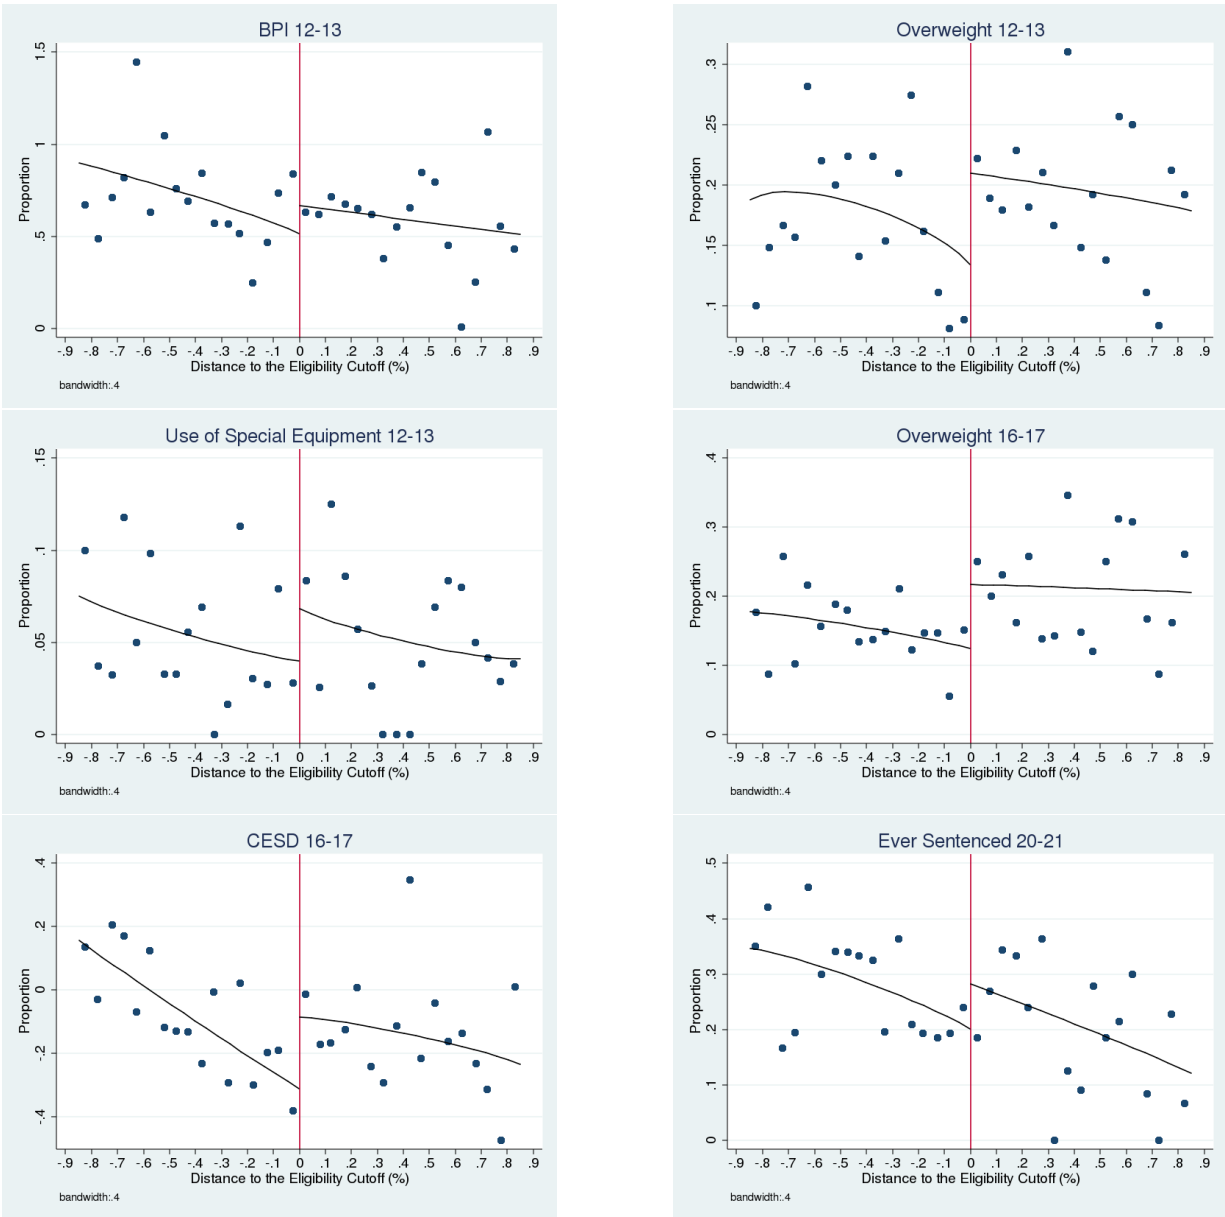 BPI 12-13
Proportion
1.5
1
.5
0
-.9 -.8 -.7 -.6 -.5 -.4 -.3 -.2 -.1 0 .1 .2 .3 .4 .5 .6 .7 .8 .9
Distance to the Eligibility Cutoff (%)
bandwidth:.4
Overweight 12-13
Proportion
.3
.25
.2
.15
.1
-.9 -.8 -.7 -.6 -.5 -.4 -.3 -.2 -.1 0 .1 .2 .3 .4 .5 .6 .7 .8 .9
Distance to the Eligibility Cutoff (%)
bandwidth:.4
Use of Special Equipment 12-13
Proportion
.15
.1
.05
0
-.9 -.8 -.7 -.6 -.5 -.4 -.3 -.2 -.1 0 .1 .2 .3 .4 .5 .6 .7 .8 .9
Distance to the Eligibility Cutoff (%)
bandwidth:.4
Overweight 16-17
Proportion
.4
.3
.2
.1
0
-.9 -.8 -.7 -.6 -.5 -.4 -.3 -.2 -.1 0 .1 .2 .3 .4 .5 .6 .7 .8 .9
Distance to the Eligibility Cutoff (%)
bandwidth:.4
CESD 16-17
Proportion
.4
.2
0
-.2
-.4
-.9 -.8 -.7 -.6 -.5 -.4 -.3 -.2 -.1 0 .1 .2 .3 .4 .5 .6 .7 .8 .9
Distance to the Eligibility Cutoff (%)
bandwidth:.4
Ever Sentenced 20-21
Proportion
.5
.4
.3
.2
.1
0
-.9 -.8 -.7 -.6 -.5 -.4 -.3 -.2 -.1 0 .1 .2 .3 .4 .5 .6 .7 .8 .9
Distance to the Eligibility Cutoff (%)
bandwidth:.4